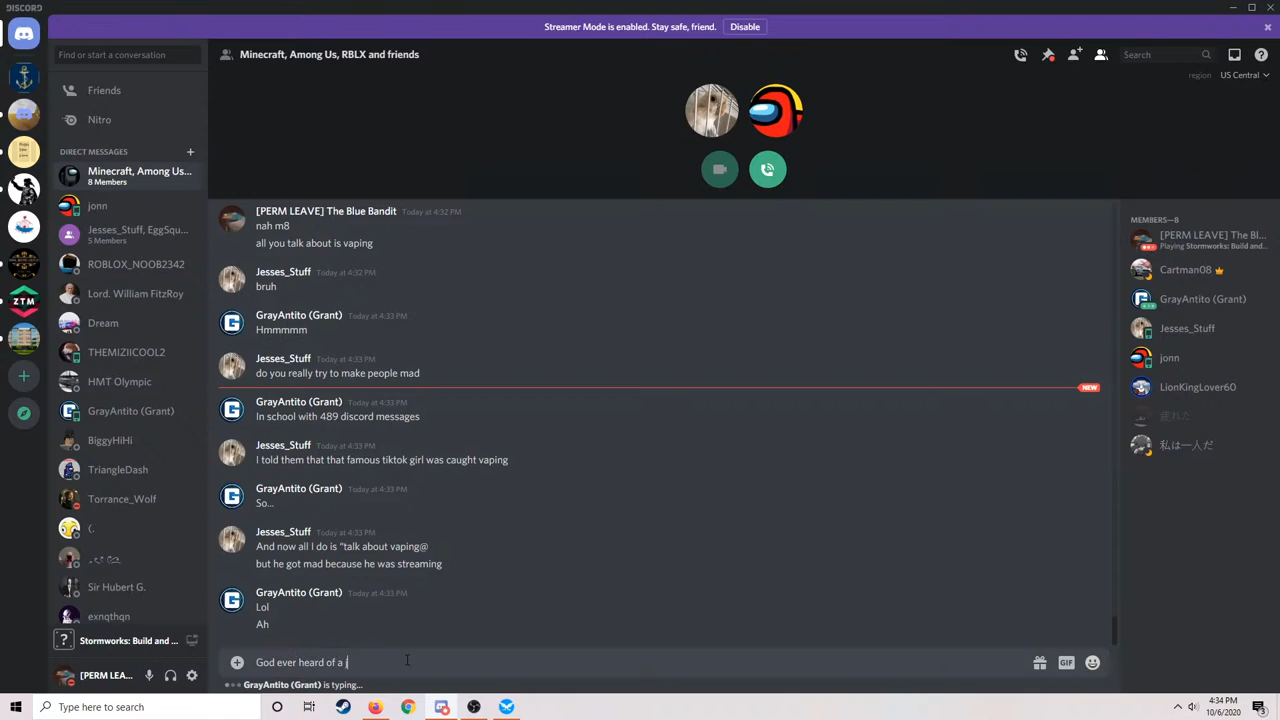 DISCORD
Streamer Mode is enabled. Stay safe, friend. Disable
Find or start a conversation
Friends
Nitro
DIRECT MESSAGES
Minecraft, Among Us...
8 Members
jonn
Jesses_Stuff, EggSqu...
5 Members
ROBLOX_NOOB2342
Lord. William FitzRoy
Dream
THEMIZIICOOL2
HMT Olympic
GrayAntito (Grant)
BiggyHiHi
TriangleDash
Torrance_Wolf
(.
Sir Hubert G.
exnqthqn
Stormworks: Build and ...
[PERM LEA...
ZTM
Minecraft, Among Us, RBLX and friends
Search
region US Central
[PERM LEAVE] The Blue Bandit Today at 4:32 PM
nah m8
all you talk about is vaping
Jesses_Stuff Today at 4:32 PM
bruh
GrayAntito (Grant) Today at 4:33 PM
Hmmmmm
Jesses_Stuff Today at 4:33 PM
do you really try to make people mad
NEW
GrayAntito (Grant) Today at 4:33 PM
In school with 489 discord messages
Jesses_Stuff Today at 4:33 PM
I told them that that famous tiktok girl was caught vaping
GrayAntito (Grant) Today at 4:33 PM
So...
Jesses_Stuff Today at 4:33 PM
And now all I do is “talk about vaping@
but he got mad because he was streaming
GrayAntito (Grant) Today at 4:33 PM
Lol
Ah
God ever heard of a j
GIF
GrayAntito (Grant) is typing...
MEMBERS—8
[PERM LEAVE] The Bl...
Playing Stormworks: Build and...
Cartman08
GrayAntito (Grant)
Jesses_Stuff
jonn
LionKingLover60
疲れた
私は一人だ
Type here to search
4:34 PM
10/6/2020
3